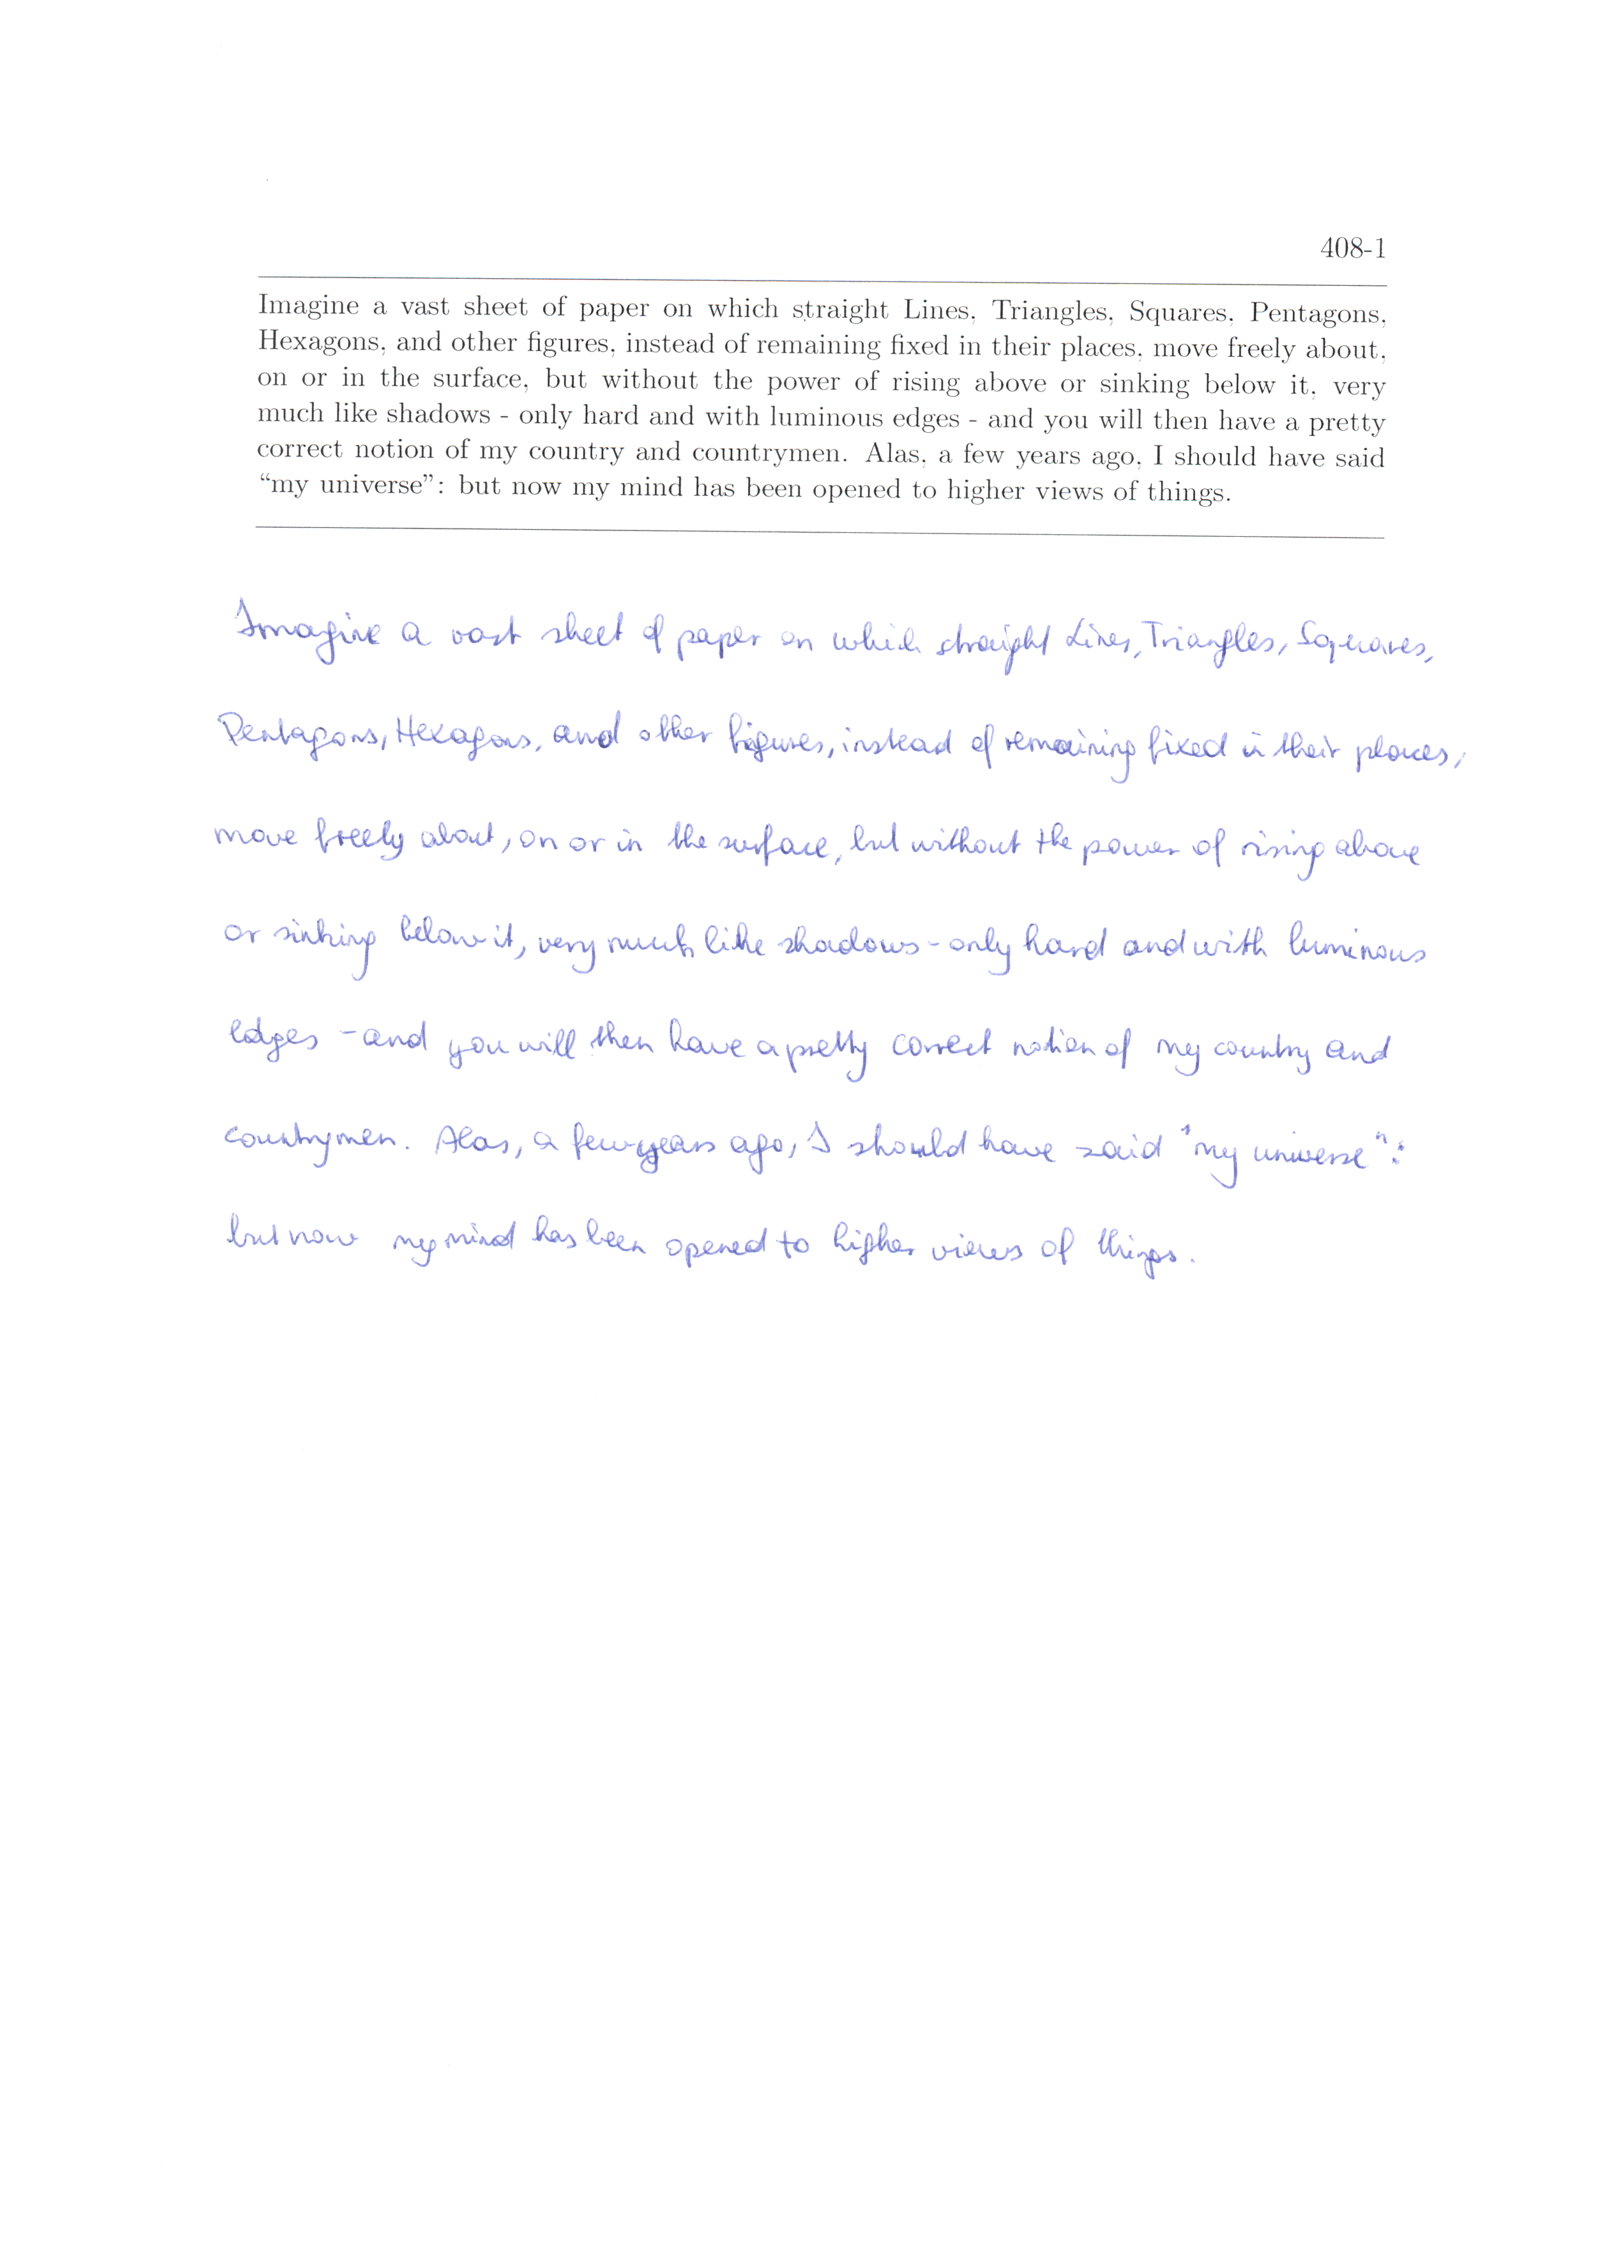 408-1
Imagine a vast sheet of paper on which straight Lines, Triangles, Squares, Pentagons,
Hexagons, and other figures, instead of remaining fixed in their places, move freely about,
on or in the surface, but without the power of rising above or sinking below it, very
much like shadows - only hard and with luminous edges - and you will then have a pretty
correct notion of my country and countrymen. Alas, a few years ago, I should have said
“my universe”: but now my mind has been opened to higher views of things.
Imagine a vast sheet of paper on which straight Lines, Triangles, Squares,
Pentagons, Hexagons, and other figures, instead of remaining fixed in their places,
move freely about, on or in the surface, but without the power of rising above
or sinking below it, very much like shadows - only hard and with luminous
edges - and you will then have a pretty correct notion of my country and
countrymen. Alas, a few years ago, I should have said "my universe":
but now my mind has been opened to higher views of things.